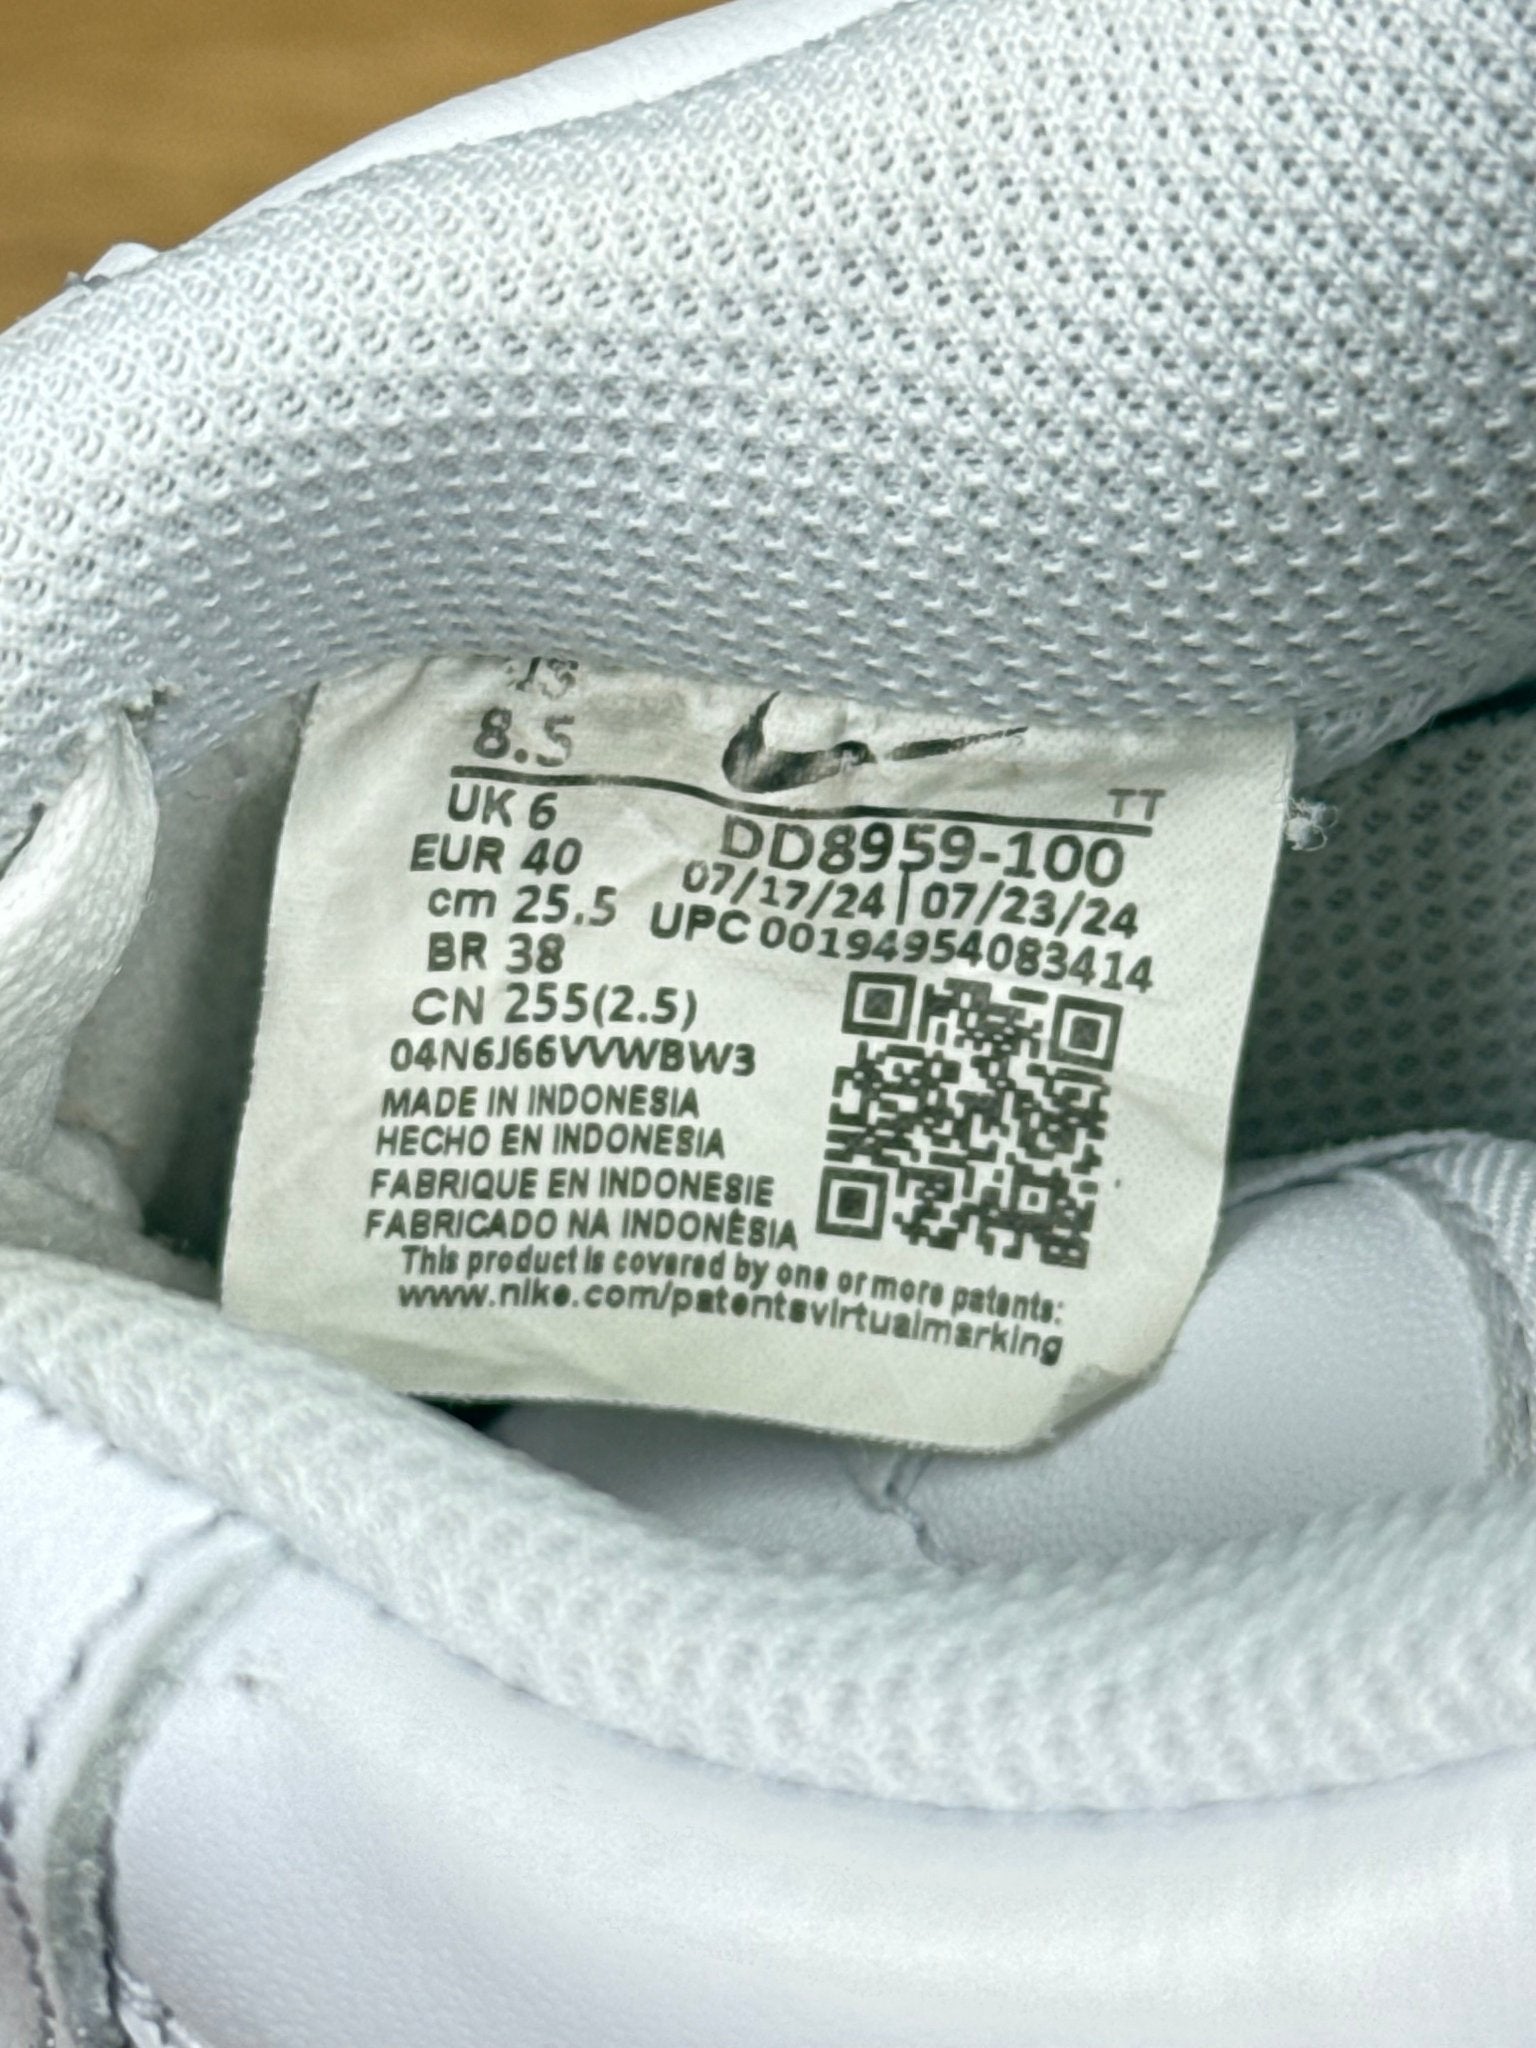 US
8.5
TT
UK 6
DD8959-100
EUR 40
07/17/24 | 07/23/24
cm 25.5
UPC 00194954083414
BR 38
CN 255(2.5)
04N6J66VVWBW3
MADE IN INDONESIA
HECHO EN INDONESIA
FABRIQUE EN INDONESIE
FABRICADO NA INDONÉSIA
This product is covered by one or more patents:
www.nike.com/patentsvirtualmarking